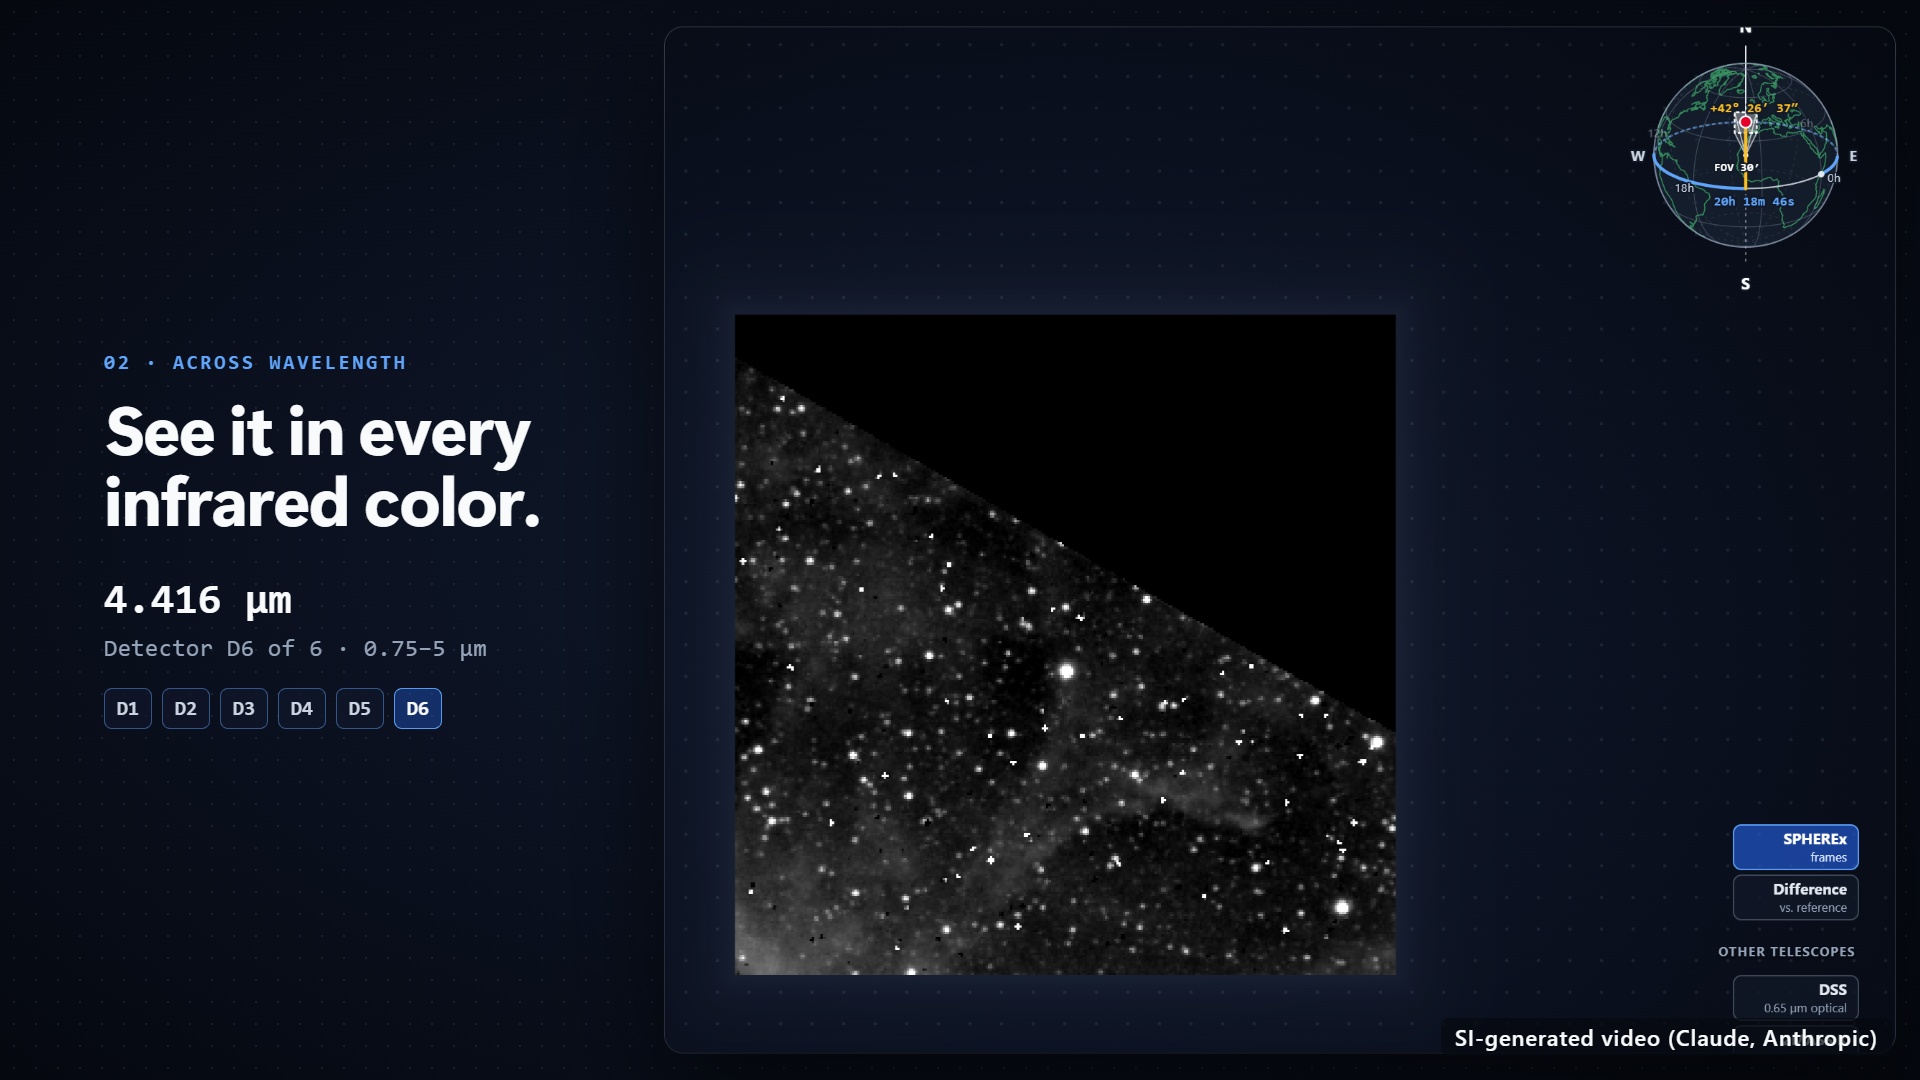 02 · ACROSS WAVELENGTH
See it in every
infrared color.
4.416 µm
Detector D6 of 6 · 0.75–5 µm
D1 D2 D3 D4 D5 D6
N
+42° 26′ 37″
12h
6h
W
E
FOV 30′
18h
0h
20h 18m 46s
S
SPHEREx
frames
Difference
vs. reference
OTHER TELESCOPES
DSS
0.65 µm optical
SI-generated video (Claude, Anthropic)